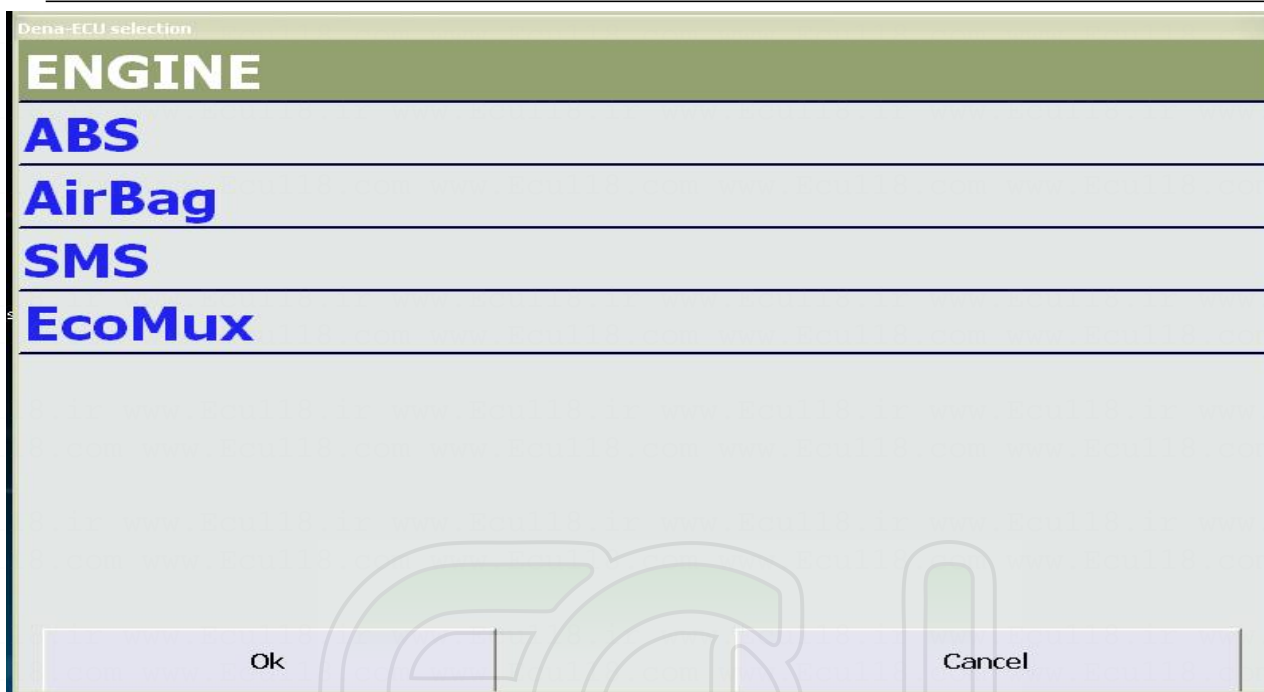 Dena-ECU selection
ENGINE
ABS
AirBag
SMS
EcoMux
Ok
Cancel